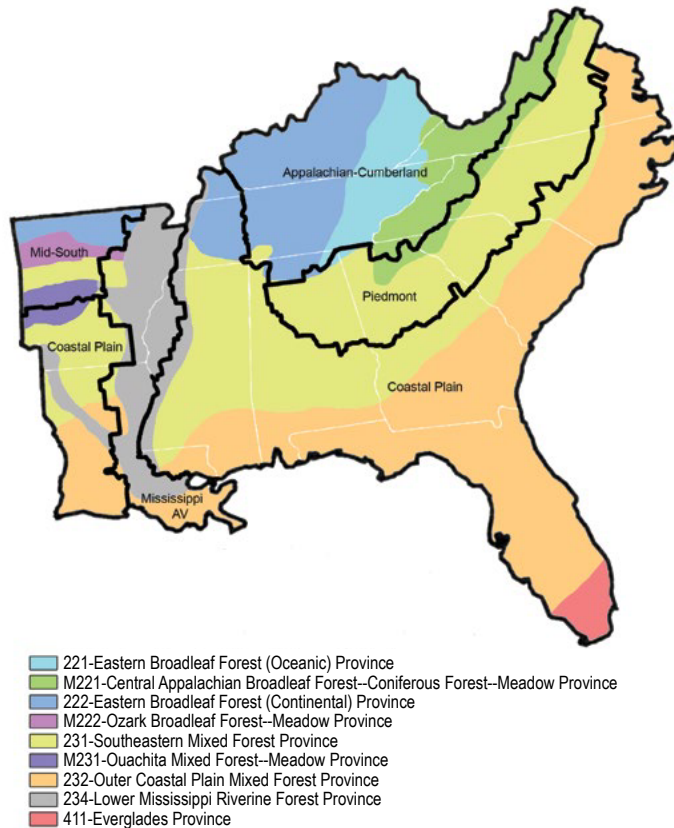 Appalachian-Cumberland
Mid-South
Piedmont
Coastal Plain
Coastal Plain
Mississippi
AV
221-Eastern Broadleaf Forest (Oceanic) Province
M221-Central Appalachian Broadleaf Forest--Coniferous Forest--Meadow Province
222-Eastern Broadleaf Forest (Continental) Province
M222-Ozark Broadleaf Forest--Meadow Province
231-Southeastern Mixed Forest Province
M231-Ouachita Mixed Forest--Meadow Province
232-Outer Coastal Plain Mixed Forest Province
234-Lower Mississippi Riverine Forest Province
411-Everglades Province